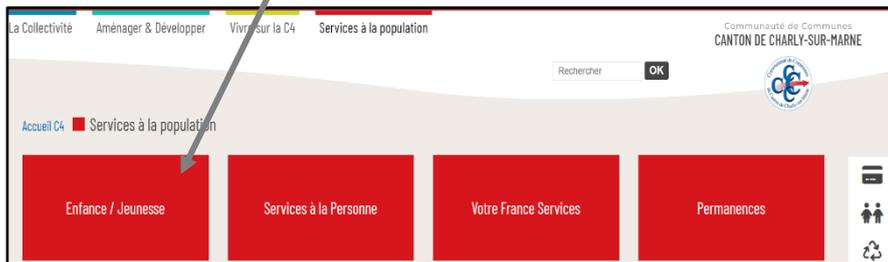 La Collectivité Aménager & Développer Vivre sur la C4 Services à la population
Communauté de Communes
CANTON DE CHARLY-SUR-MARNE
Rechercher OK
Accueil C4 Services à la population
Enfance / Jeunesse Services à la Personne Votre France Services Permanences